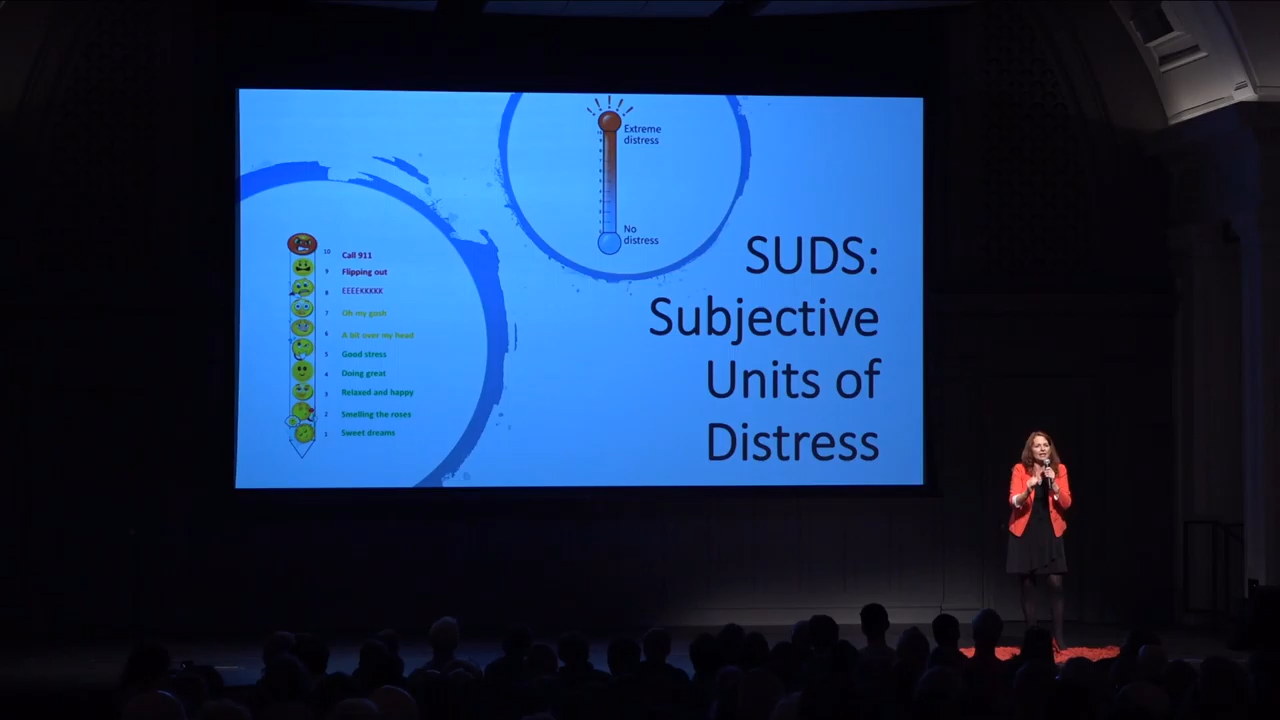 Extreme
distress
No
distress
SUDS:
Subjective
Units of
Distress
10 Call 911
9 Flipping out
8 EEEEKKKKK
7 Oh my gosh
6 A bit over my head
5 Good stress
4 Doing great
3 Relaxed and happy
2 Smelling the roses
1 Sweet dreams